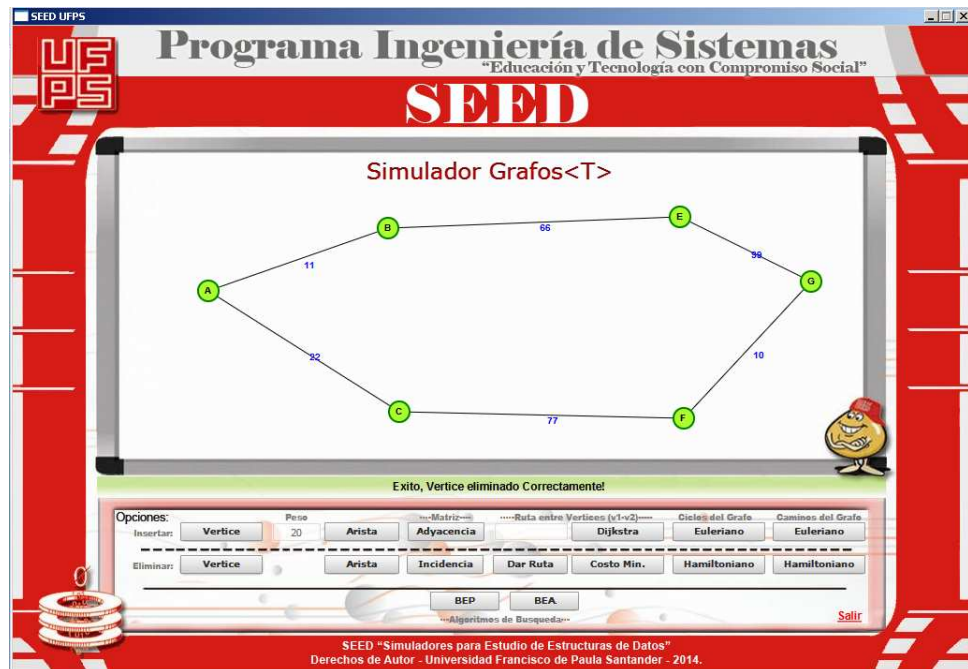 SEED UFPS
UF
PS
Programa Ingeniería de Sistemas
“Educación y Tecnología con Compromiso Social”
SEED
Simulador Grafos<T>
B
66
E
11
99
A
G
22
10
C
77
F
Exito, Vertice eliminado Correctamente!
Opciones: Peso ----Matriz---- -----Ruta entre Vertices (v1-v2)----- Ciclos del Grafo Caminos del Grafo
Insertar: Vertice 20 Arista Adyacencia Dijkstra Euleriano Euleriano
Eliminar: Vertice Arista Incidencia Dar Ruta Costo Min. Hamiltoniano Hamiltoniano
BEP BEA
---Algoritmos de Busqueda---
Salir
SEED “Simuladores para Estudio de Estructuras de Datos”
Derechos de Autor - Universidad Francisco de Paula Santander - 2014.